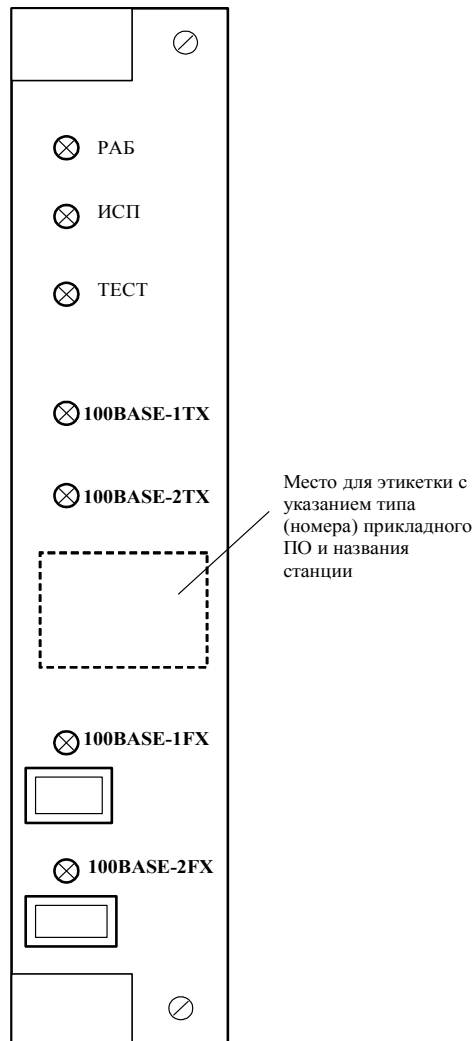 РАБ
ИСП
ТЕСТ
100BASE-1TX
100BASE-2TX
Место для этикетки с
указанием типа
(номера) прикладного
ПО и названия
станции
100BASE-1FX
100BASE-2FX